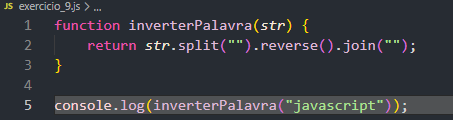 JS exercicio_9.js > ...
1 function inverterPalavra(str) {
2 return str.split("").reverse().join("");
3 }
4
5 console.log(inverterPalavra("javascript"));